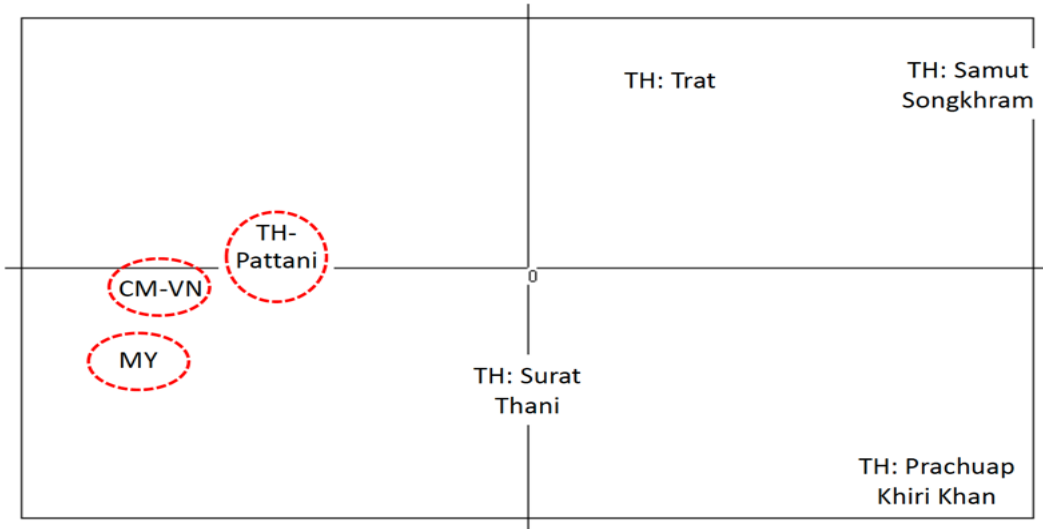 TH: Trat
TH: Samut
Songkhram
TH-
Pattani
0
CM-VN
MY
TH: Surat
Thani
TH: Prachuap
Khiri Khan